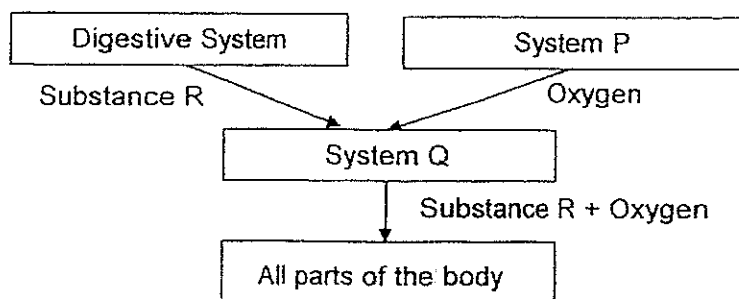 Digestive System
System P
Substance R
Oxygen
System Q
Substance R + Oxygen
All parts of the body